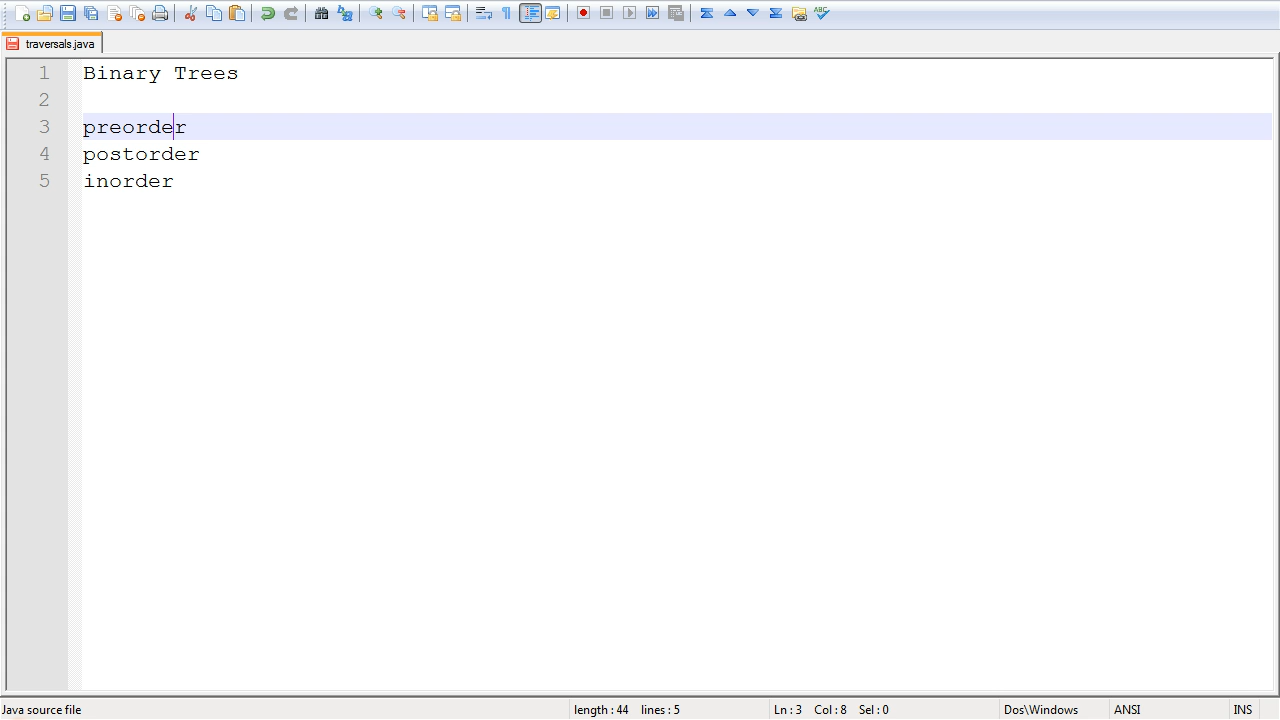 traversals.java
1 Binary Trees
2
3 preorder
4 postorder
5 inorder
Java source file length : 44 lines : 5 Ln : 3 Col : 8 Sel : 0 Dos\Windows ANSI INS